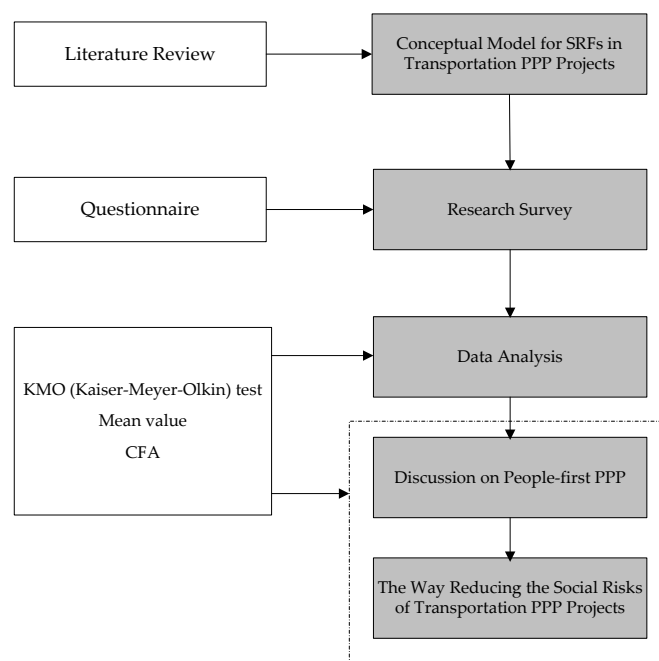 Literature Review
Conceptual Model for SRFs in
Transportation PPP Projects
Questionnaire
Research Survey
KMO (Kaiser-Meyer-Olkin) test
Mean value
CFA
Data Analysis
Discussion on People-first PPP
The Way Reducing the Social Risks
of Transportation PPP Projects